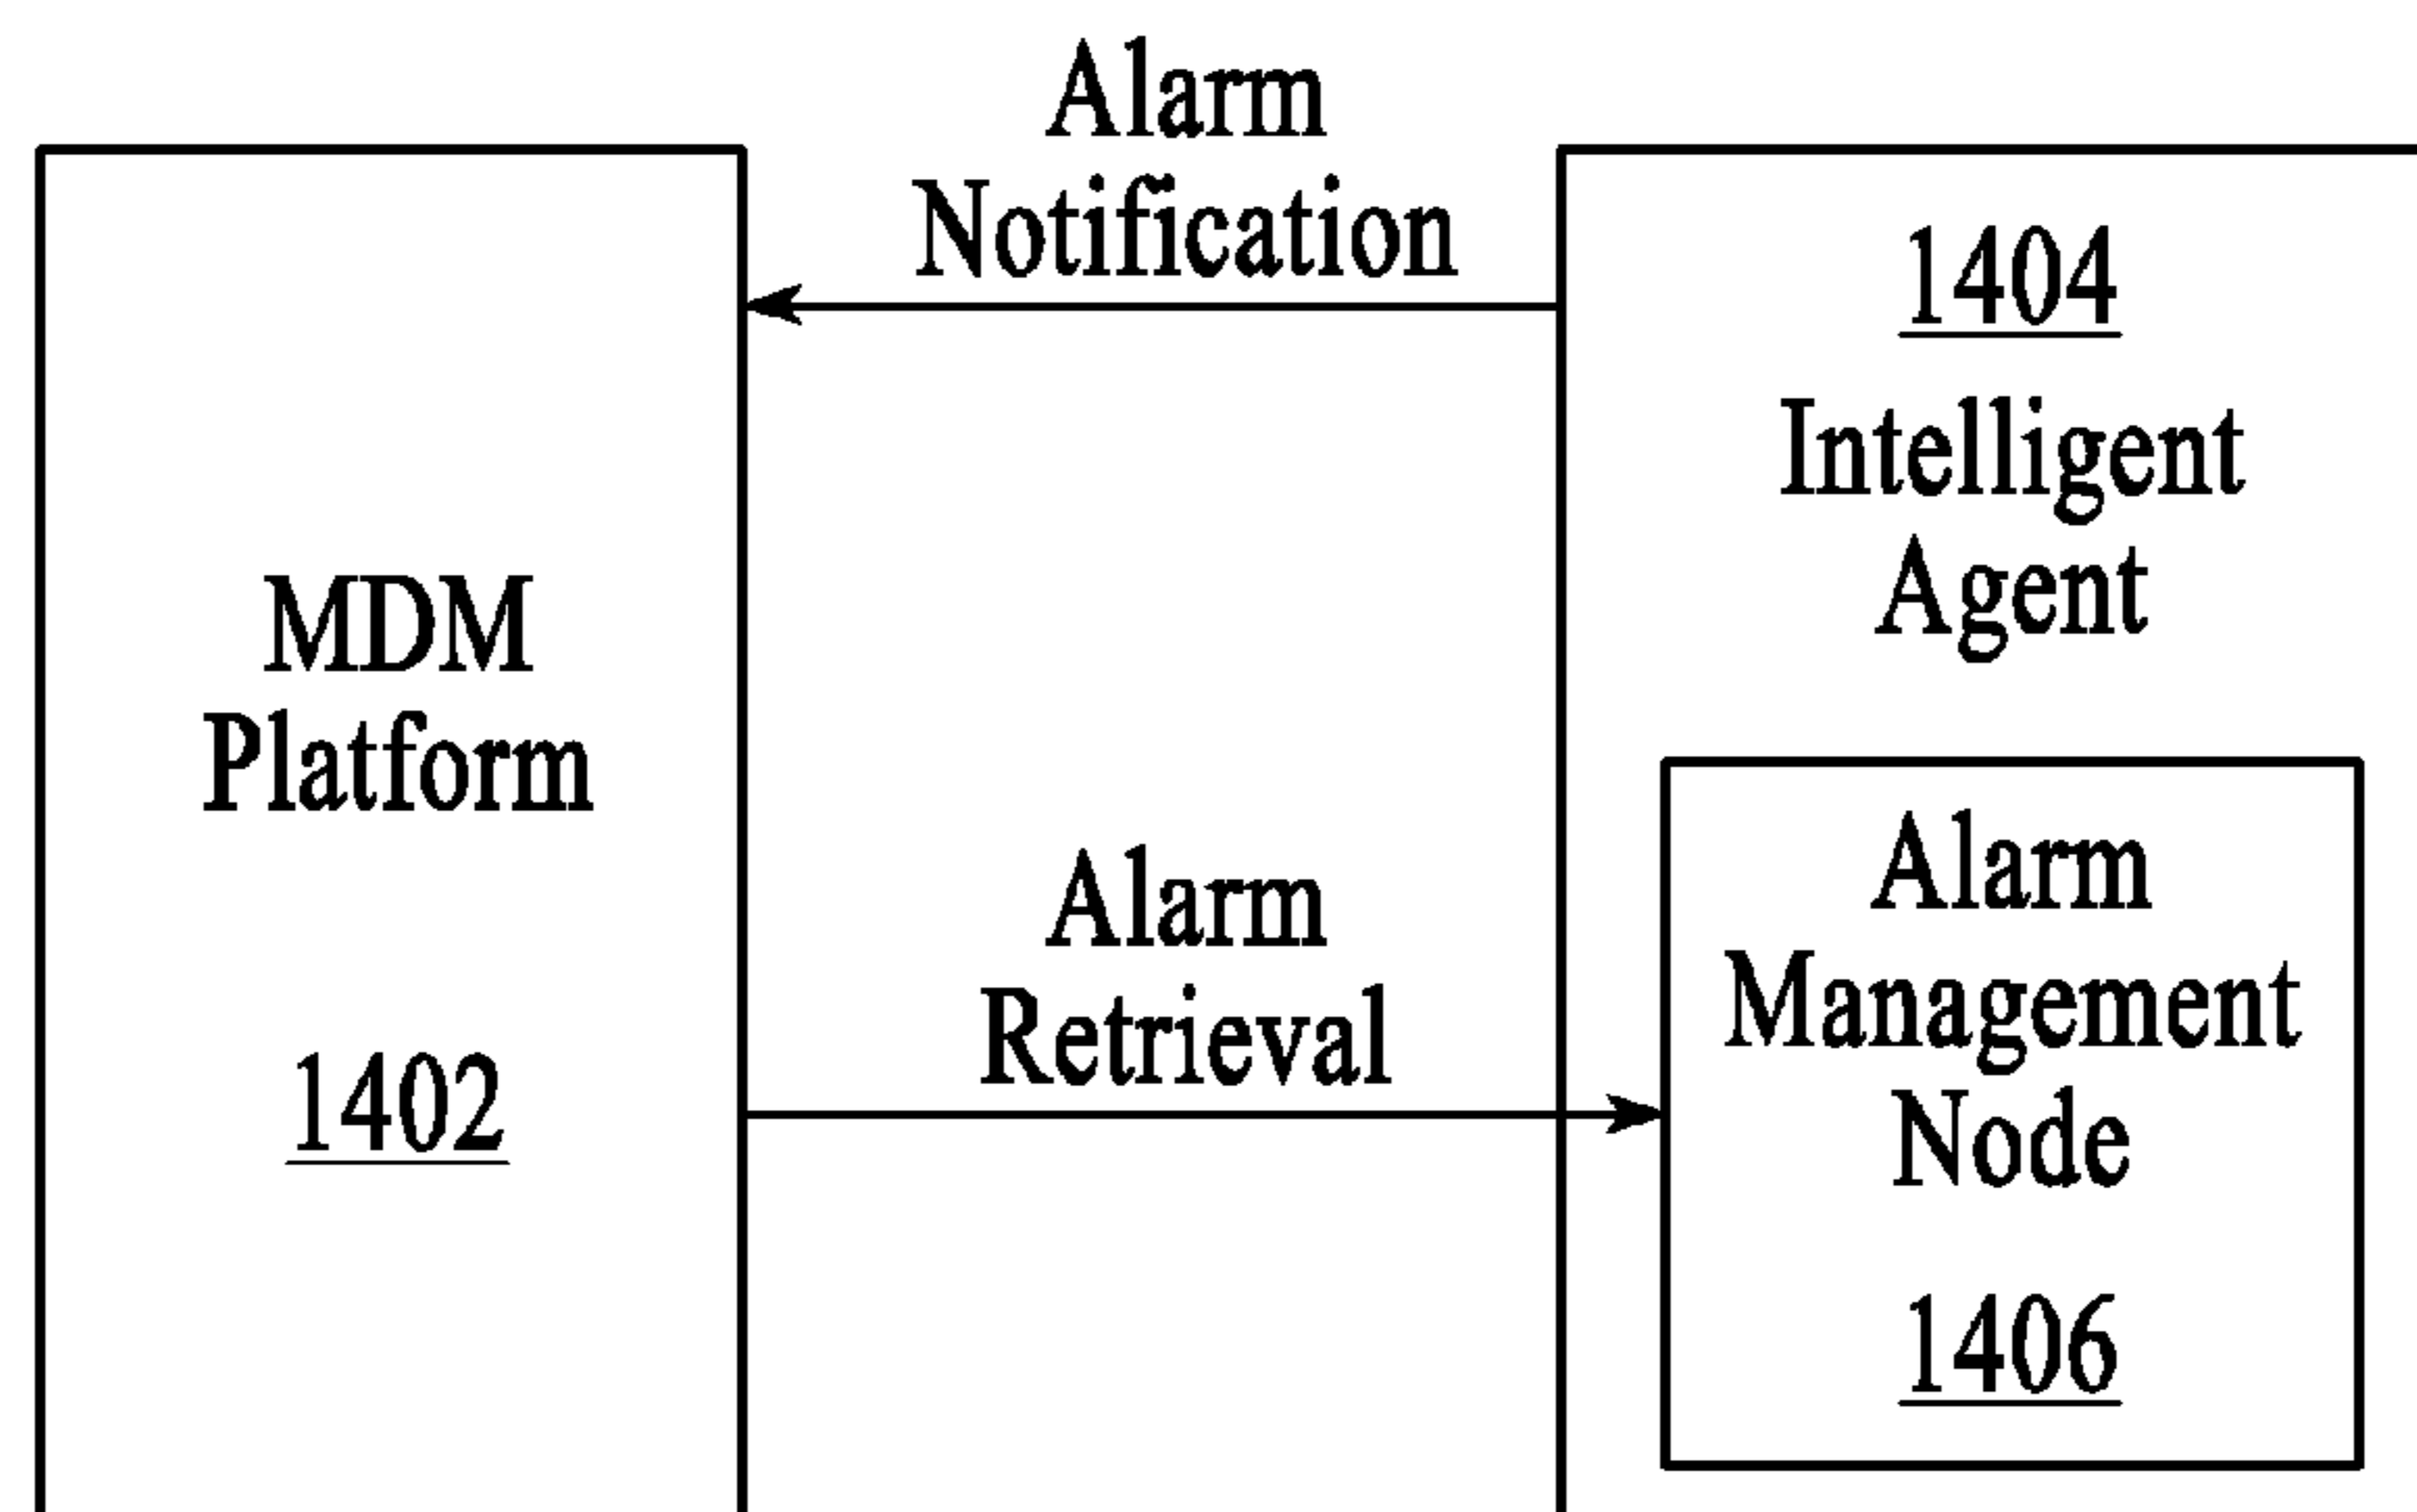 MDM
Platform
1402
Alarm
Notification
Alarm
Retrieval
1404
Intelligent
Agent
Alarm
Management
Node
1406